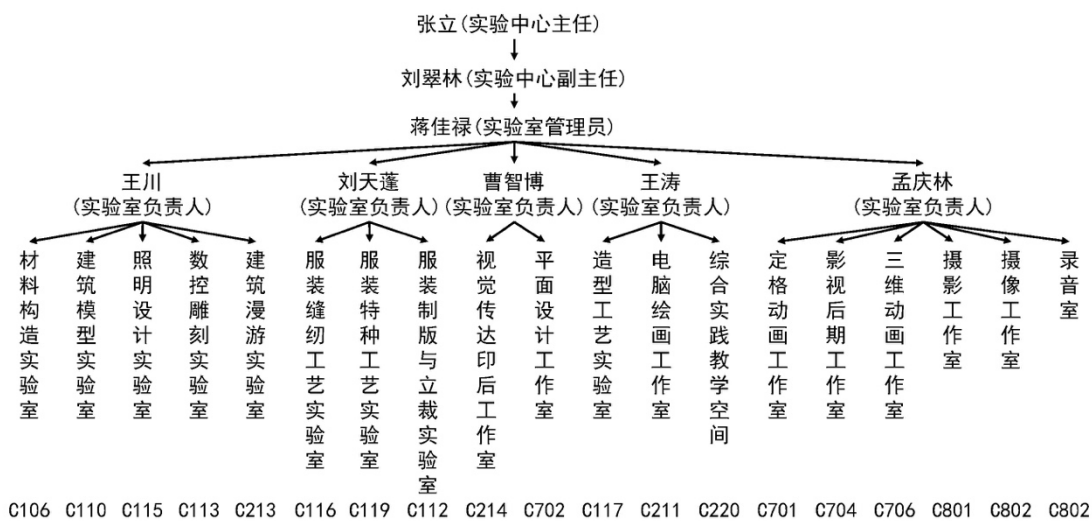 张立(实验中心主任)
刘翠林(实验中心副主任)
蒋佳禄(实验室管理员)
王川
(实验室负责人)
刘天蓬
(实验室负责人)
曹智博
(实验室负责人)
王涛
(实验室负责人)
孟庆林
(实验室负责人)
材料构造实验室
建筑模型实验室
照明设计实验室
数控雕刻实验室
建筑漫游实验室
服装缝纫工艺实验室
服装特种工艺实验室
服装制版与立裁实验室
视觉传达印后工作室
平面设计工作室
造型工艺实验室
电脑绘画工作室
综合实践教学空间
定格动画工作室
影视后期工作室
三维动画工作室
摄影工作室
摄像工作室
录音室
C106 C110 C115 C113 C213 C116 C119 C112 C214 C702 C117 C211 C220 C701 C704 C706 C801 C802 C802